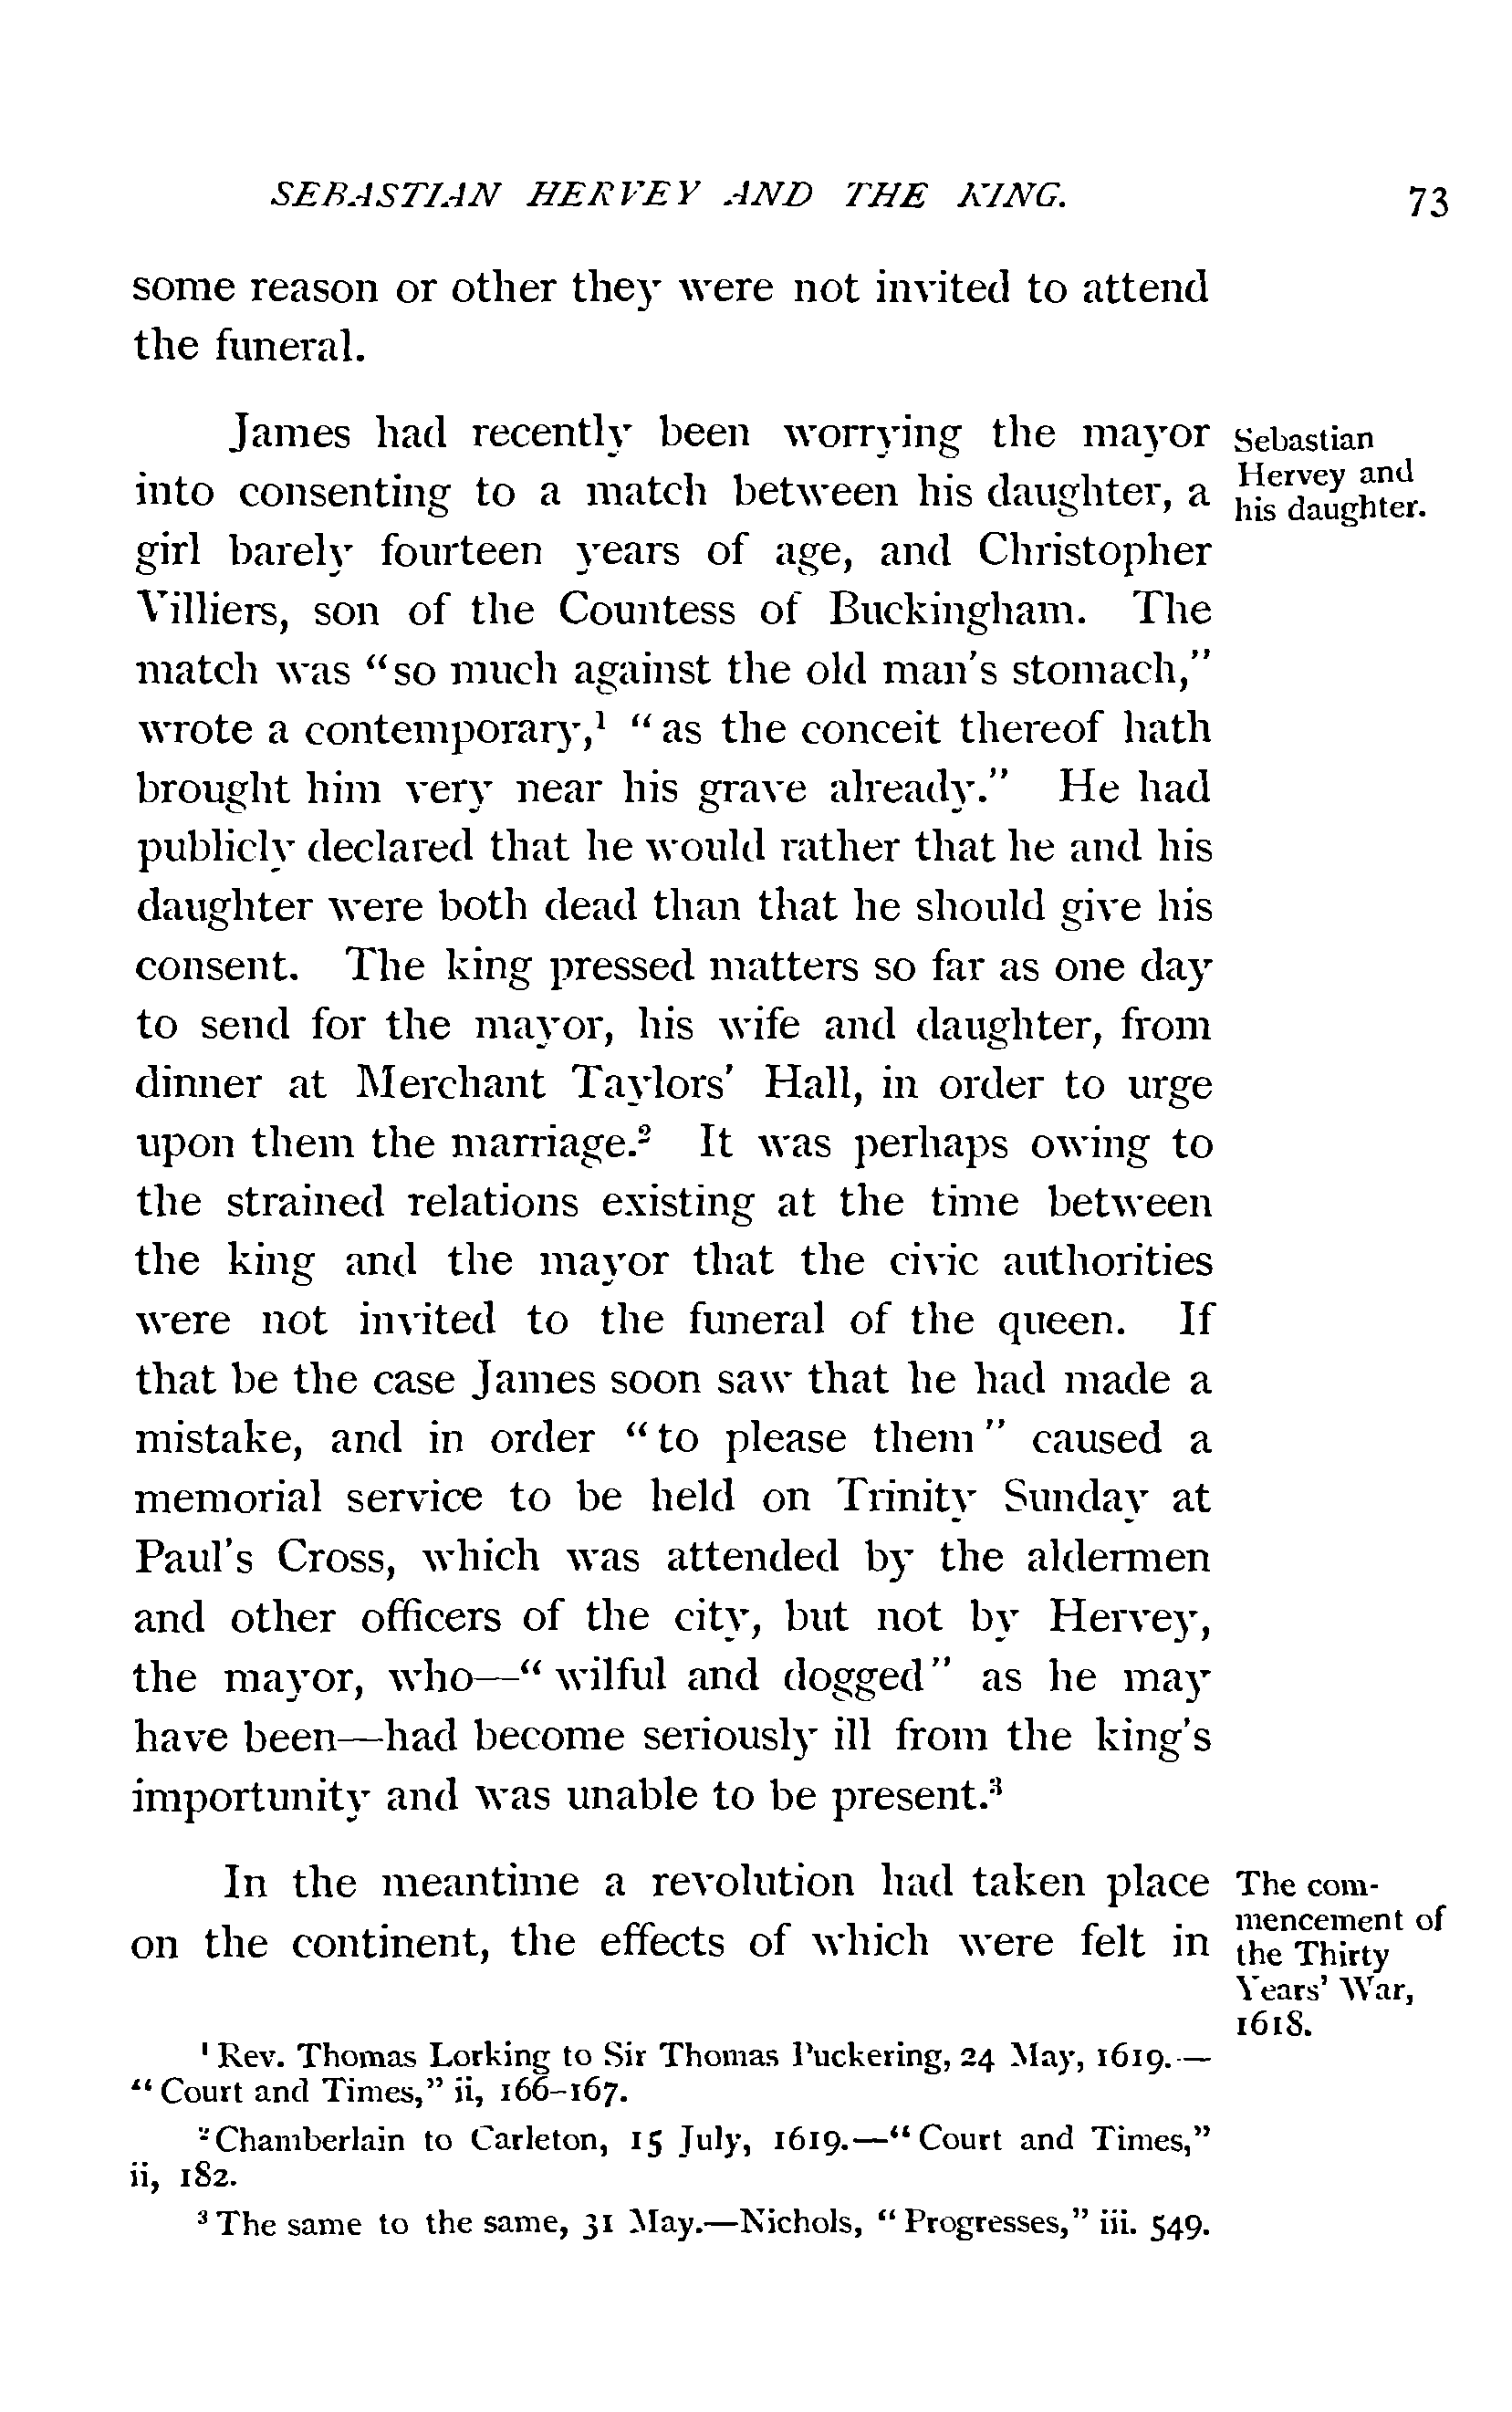 SEBASTIAN HERVEY AND THE KING. 73
some reason or other they were not invited to attend
the funeral.
James had recently been worrying the mayor
into consenting to a match between his daughter, a
girl barely fourteen years of age, and Christopher
Villiers, son of the Countess of Buckingham. The
match was “so much against the old man's stomach,”
wrote a contemporary,¹ “as the conceit thereof hath
brought him very near his grave already.” He had
publicly declared that he would rather that he and his
daughter were both dead than that he should give his
consent. The king pressed matters so far as one day
to send for the mayor, his wife and daughter, from
dinner at Merchant Taylors' Hall, in order to urge
upon them the marriage.² It was perhaps owing to
the strained relations existing at the time between
the king and the mayor that the civic authorities
were not invited to the funeral of the queen. If
that be the case James soon saw that he had made a
mistake, and in order “to please them” caused a
memorial service to be held on Trinity Sunday at
Paul's Cross, which was attended by the aldermen
and other officers of the city, but not by Hervey,
the mayor, who—“wilful and dogged” as he may
have been—had become seriously ill from the king's
importunity and was unable to be present.³
In the meantime a revolution had taken place
on the continent, the effects of which were felt in
Sebastian
Hervey and
his daughter.
The com-
mencement of
the Thirty
Years' War,
1618.
¹ Rev. Thomas Lorking to Sir Thomas Puckering, 24 May, 1619.—
“Court and Times,” ii, 166-167.
² Chamberlain to Carleton, 15 July, 1619.—“Court and Times,”
ii, 182.
³ The same to the same, 31 May.—Nichols, “Progresses,” iii. 549.